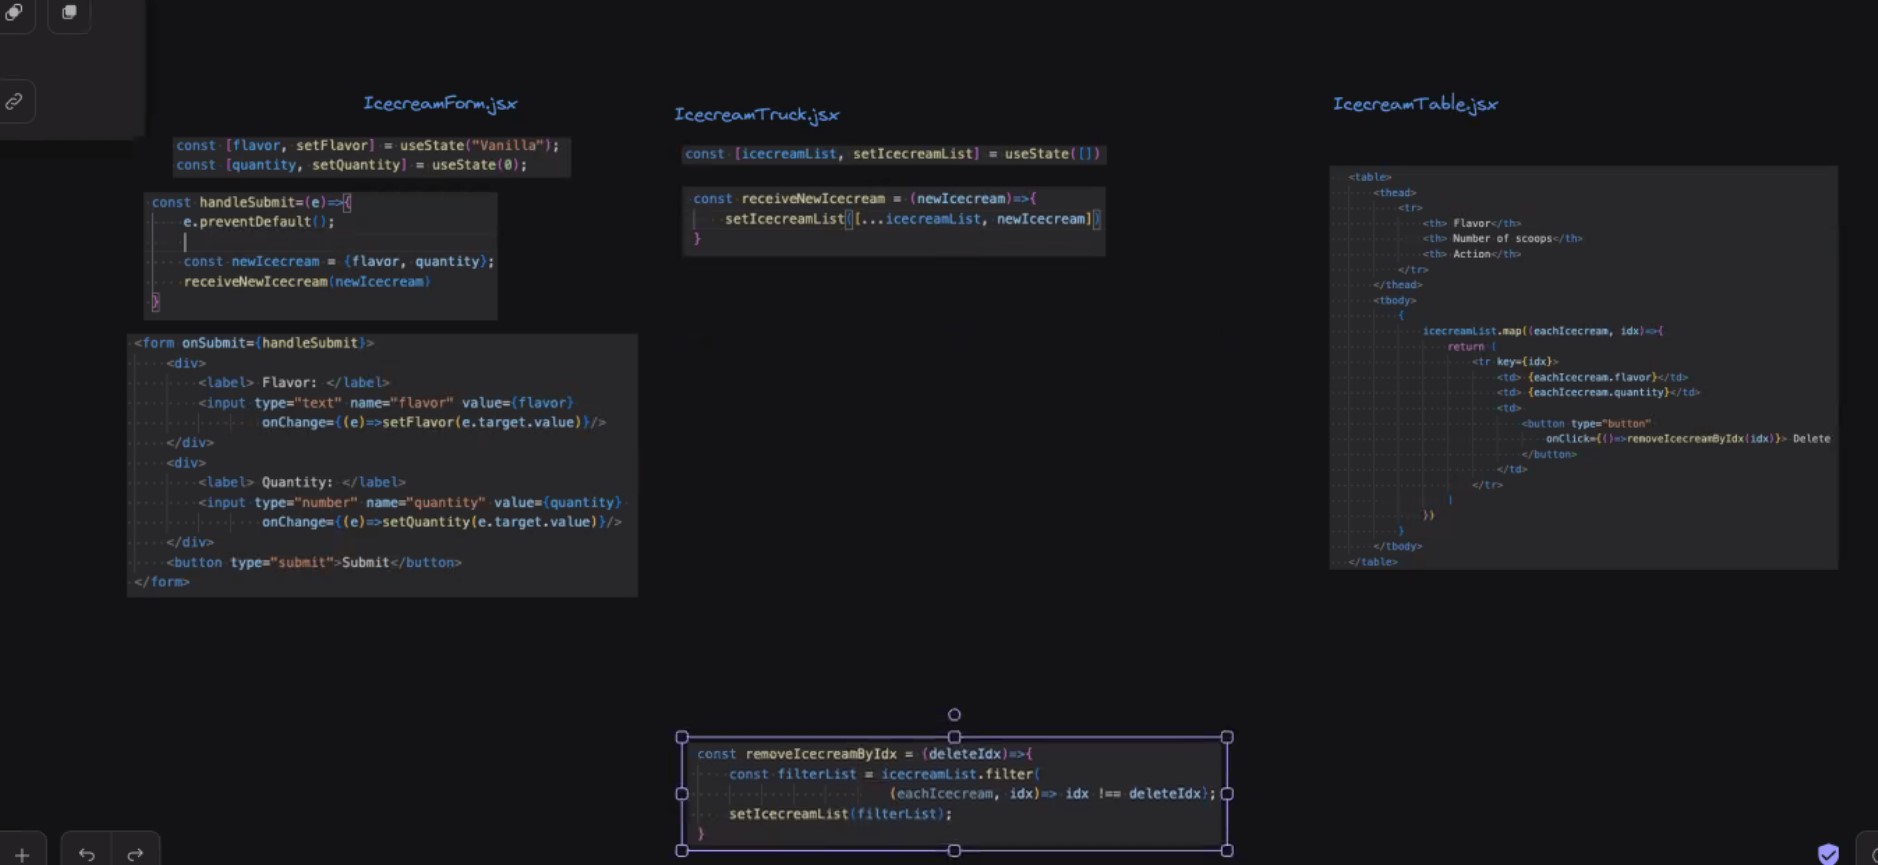 IcecreamForm.jsx
const [flavor, setFlavor] = useState("Vanilla");
const [quantity, setQuantity] = useState(0);
const handleSubmit=(e)=>{
e.preventDefault();
const newIcecream = {flavor, quantity};
receiveNewIcecream(newIcecream)
}
<form onSubmit={handleSubmit}>
<div>
<label> Flavor: </label>
<input type="text" name="flavor" value={flavor}
onChange={(e)=>setFlavor(e.target.value)}/>
</div>
<div>
<label> Quantity: </label>
<input type="number" name="quantity" value={quantity}
onChange={(e)=>setQuantity(e.target.value)}/>
</div>
<button type="submit">Submit</button>
</form>
IcecreamTruck.jsx
const [icecreamList, setIcecreamList] = useState([])
const receiveNewIcecream = (newIcecream)=>{
setIcecreamList([...icecreamList, newIcecream])
}
const removeIcecreamByIdx = (deleteIdx)=>{
const filterList = icecreamList.filter(
(eachIcecream, idx)=> idx !== deleteIdx);
setIcecreamList(filterList);
}
IcecreamTable.jsx
<table>
<thead>
<tr>
<th> Flavor</th>
<th> Number of scoops</th>
<th> Action</th>
</tr>
</thead>
<tbody>
{
icecreamList.map((eachIcecream, idx)=>{
return (
<tr key={idx}>
<td> {eachIcecream.flavor}</td>
<td> {eachIcecream.quantity}</td>
<td>
<button type="button"
onClick={()=>removeIcecreamByIdx(idx)}> Delete
</button>
</td>
</tr>
)
})
}
</tbody>
</table>